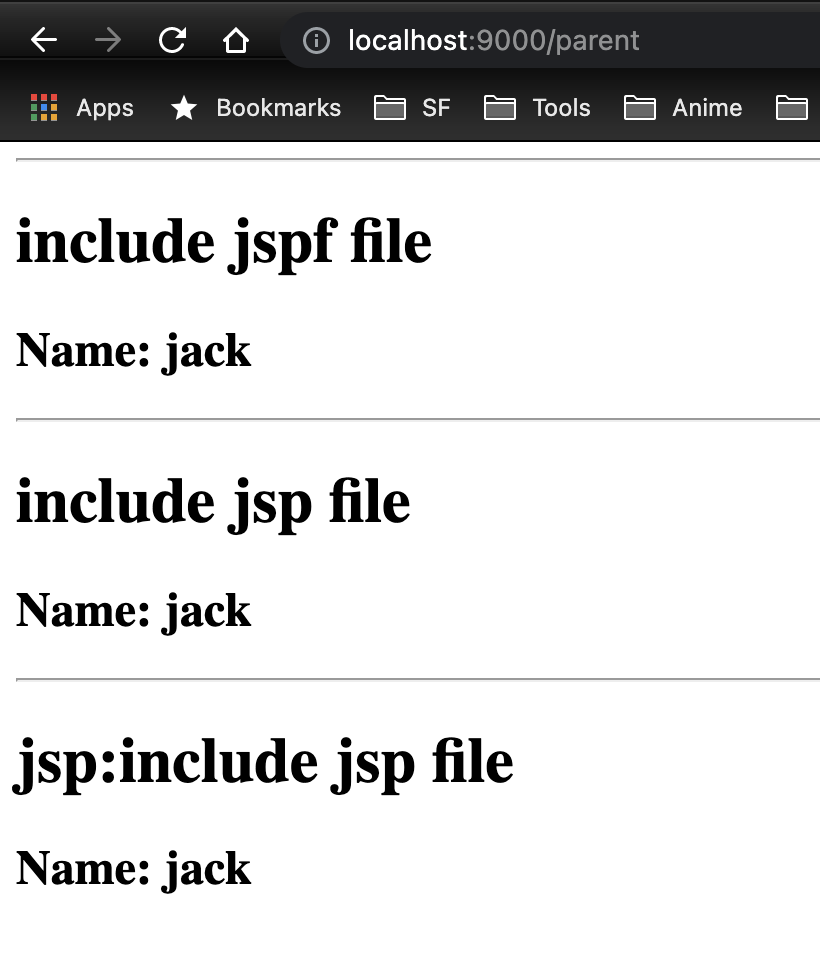 localhost:9000/parent
Apps Bookmarks SF Tools Anime
include jspf file
Name: jack
include jsp file
Name: jack
jsp:include jsp file
Name: jack